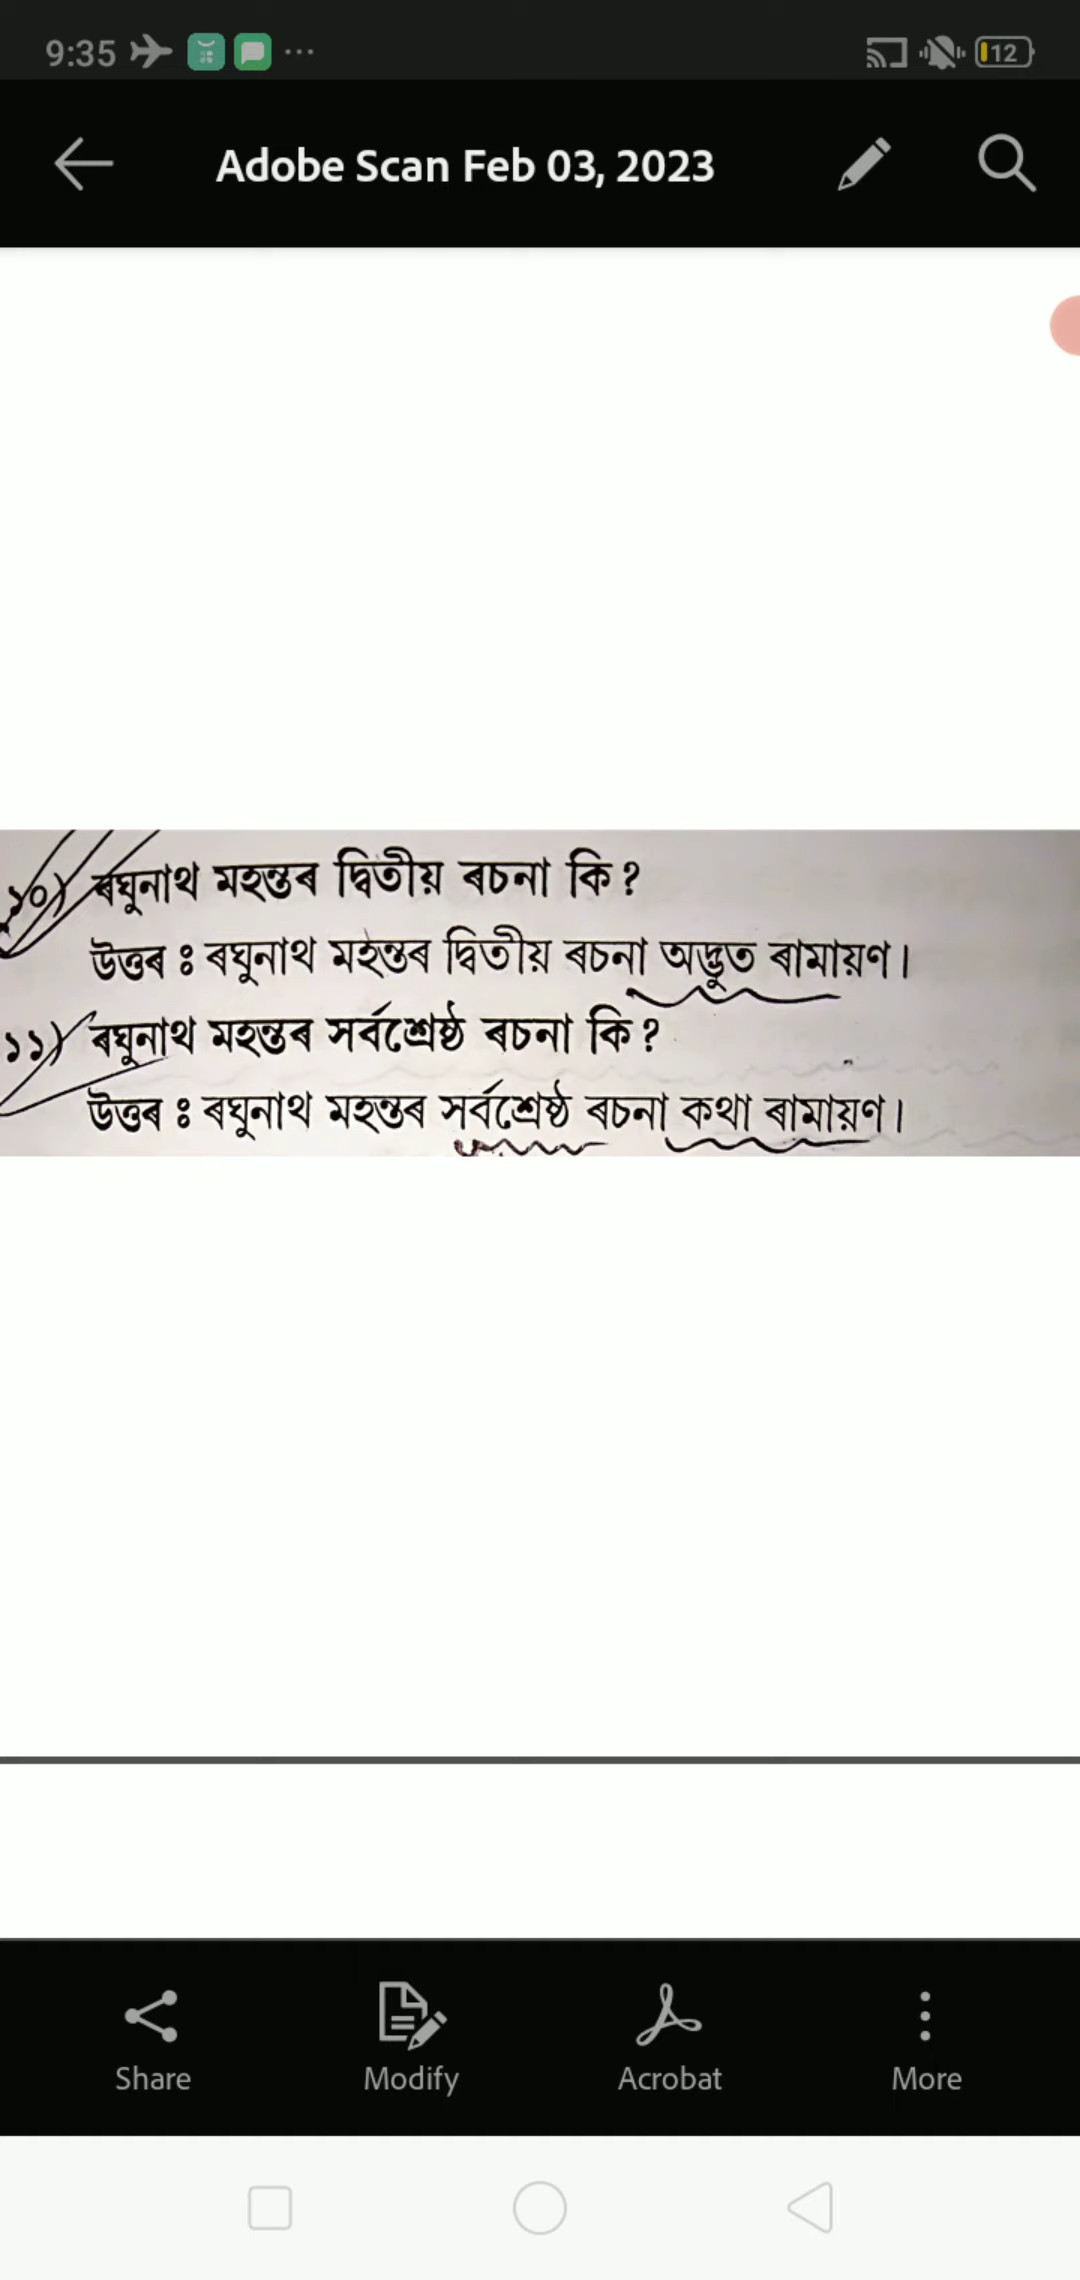 9:35
12
Adobe Scan Feb 03, 2023
১০) ৰঘুনাথ মহন্তৰ দ্বিতীয় ৰচনা কি?
উত্তৰ ঃ ৰঘুনাথ মহন্তৰ দ্বিতীয় ৰচনা অদ্ভুত ৰামায়ণ।
১১) ৰঘুনাথ মহন্তৰ সৰ্বশ্ৰেষ্ঠ ৰচনা কি?
উত্তৰ ঃ ৰঘুনাথ মহন্তৰ সৰ্বশ্ৰেষ্ঠ ৰচনা কথা ৰামায়ণ।
Share Modify Acrobat More